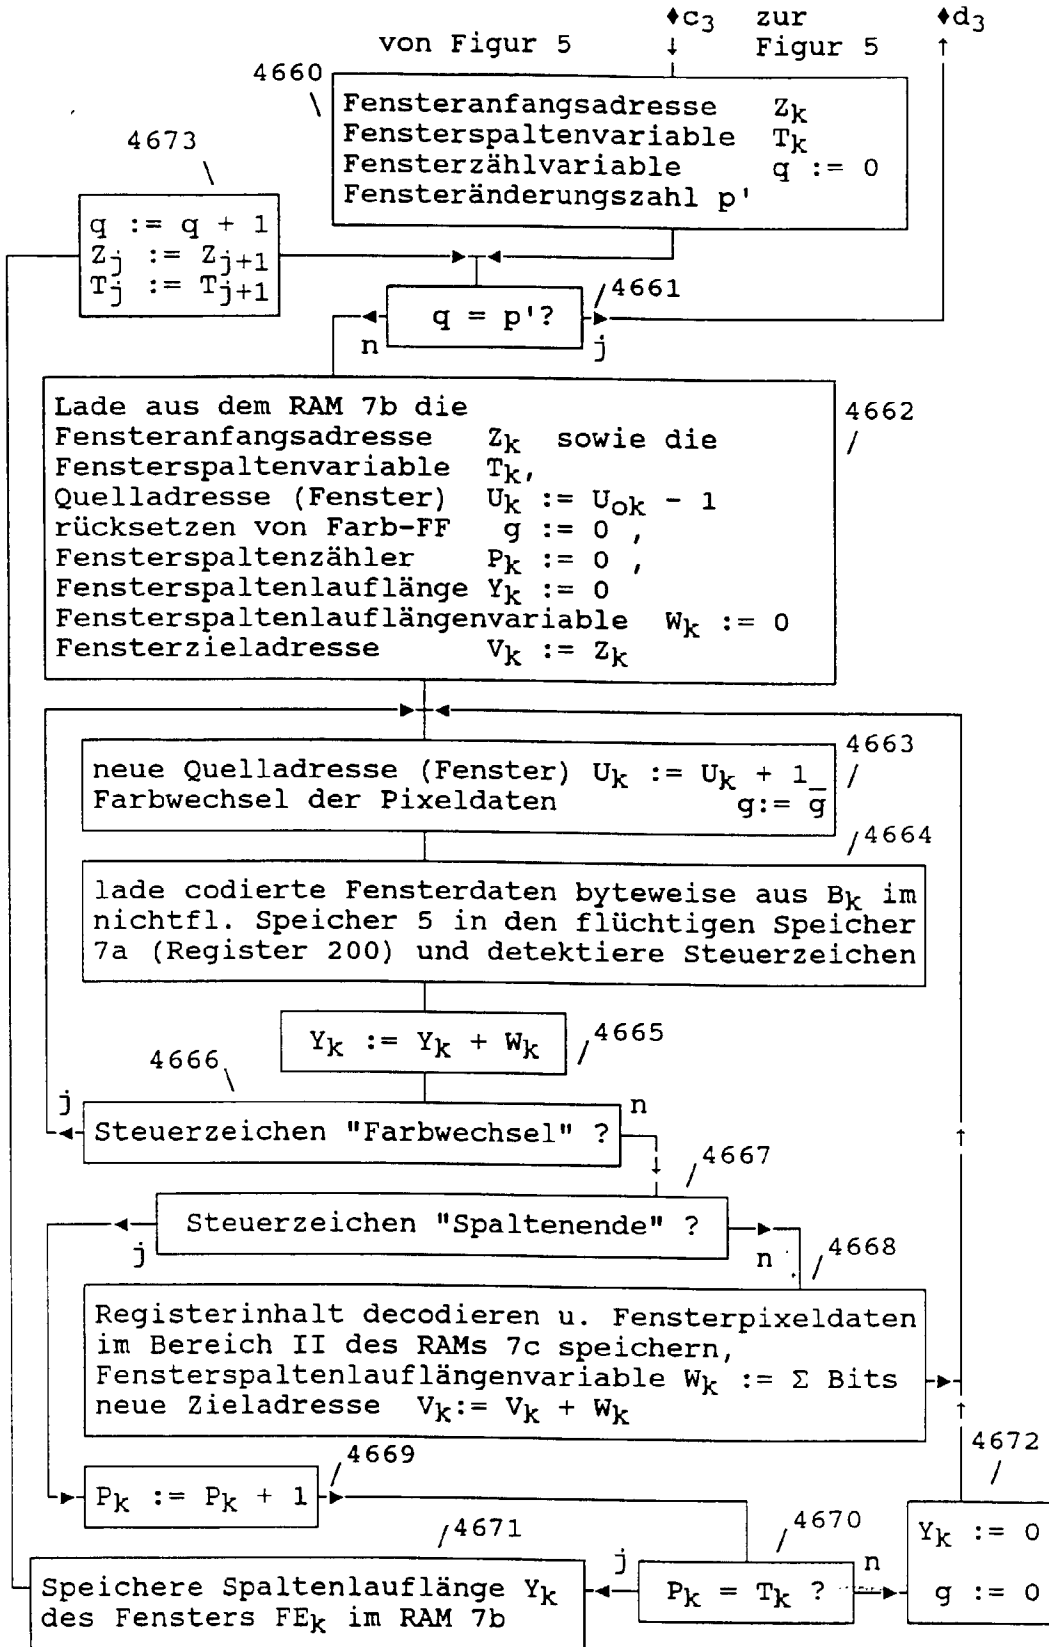 ♦c3 zur ♦d3
von Figur 5 ↓ Figur 5 ↑
4660
Fensteranfangsadresse Zk
Fensterspaltenvariable Tk
Fensterzählvariable q := 0
Fensteränderungszahl p'
4673
q := q + 1
Zj := Zj+1
Tj := Tj+1
4661
q = p'?
n j
4662
Lade aus dem RAM 7b die
Fensteranfangsadresse Zk sowie die
Fensterspaltenvariable Tk,
Quelladresse (Fenster) Uk := Uok - 1
rücksetzen von Farb-FF g := 0 ,
Fensterspaltenzähler Pk := 0 ,
Fensterspaltenlauflänge Yk := 0
Fensterspaltenlauflängenvariable Wk := 0
Fensterzieladresse Vk := Zk
4663
neue Quelladresse (Fenster) Uk := Uk + 1
Farbwechsel der Pixeldaten g:= g̅
4664
lade codierte Fensterdaten byteweise aus Bk im
nichtfl. Speicher 5 in den flüchtigen Speicher
7a (Register 200) und detektiere Steuerzeichen
4665
Yk := Yk + Wk
4666
j n
Steuerzeichen "Farbwechsel" ?
4667
Steuerzeichen "Spaltenende" ?
j n
4668
Registerinhalt decodieren u. Fensterpixeldaten
im Bereich II des RAMs 7c speichern,
Fensterspaltenlauflängenvariable Wk := Σ Bits
neue Zieladresse Vk:= Vk + Wk
4672
4669
Pk := Pk + 1
4671
4670
Yk := 0
g := 0
j n
Pk = Tk ?
Speichere Spaltenlauflänge Yk
des Fensters FEk im RAM 7b